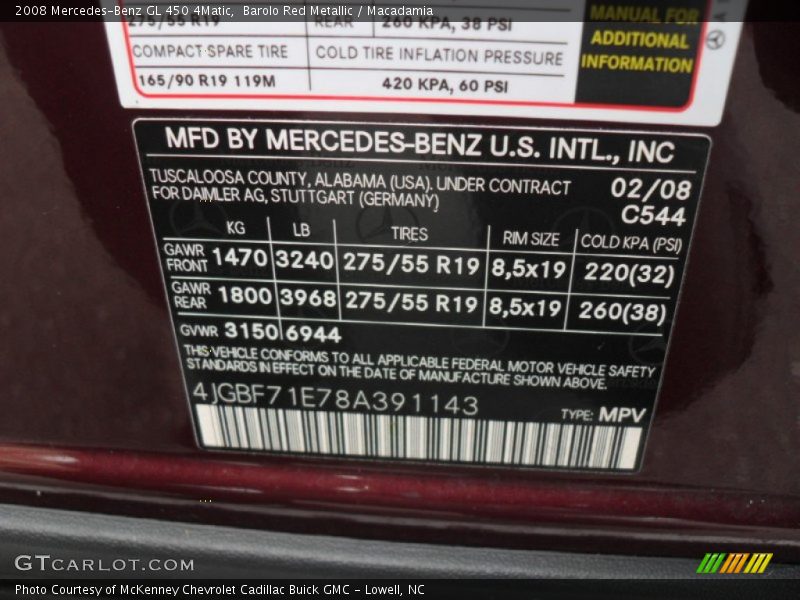 2008 Mercedes-Benz GL 450 4Matic, Barolo Red Metallic / Macadamia
275/55 R19 REAR 260 KPA, 38 PSI
COMPACT SPARE TIRE COLD TIRE INFLATION PRESSURE
165/90 R19 119M 420 KPA, 60 PSI
MANUAL FOR
ADDITIONAL
INFORMATION
MFD BY MERCEDES-BENZ U.S. INTL., INC
TUSCALOOSA COUNTY, ALABAMA (USA). UNDER CONTRACT 02/08
FOR DAIMLER AG, STUTTGART (GERMANY) C544
KG LB TIRES RIM SIZE COLD KPA (PSI)
GAWR FRONT 1470 3240 275/55 R19 8,5x19 220(32)
GAWR REAR 1800 3968 275/55 R19 8,5x19 260(38)
GVWR 3150 6944
THIS VEHICLE CONFORMS TO ALL APPLICABLE FEDERAL MOTOR VEHICLE SAFETY
STANDARDS IN EFFECT ON THE DATE OF MANUFACTURE SHOWN ABOVE.
4JGBF71E78A391143 TYPE: MPV
GTCARLOT.COM
Photo Courtesy of McKenney Chevrolet Cadillac Buick GMC - Lowell, NC